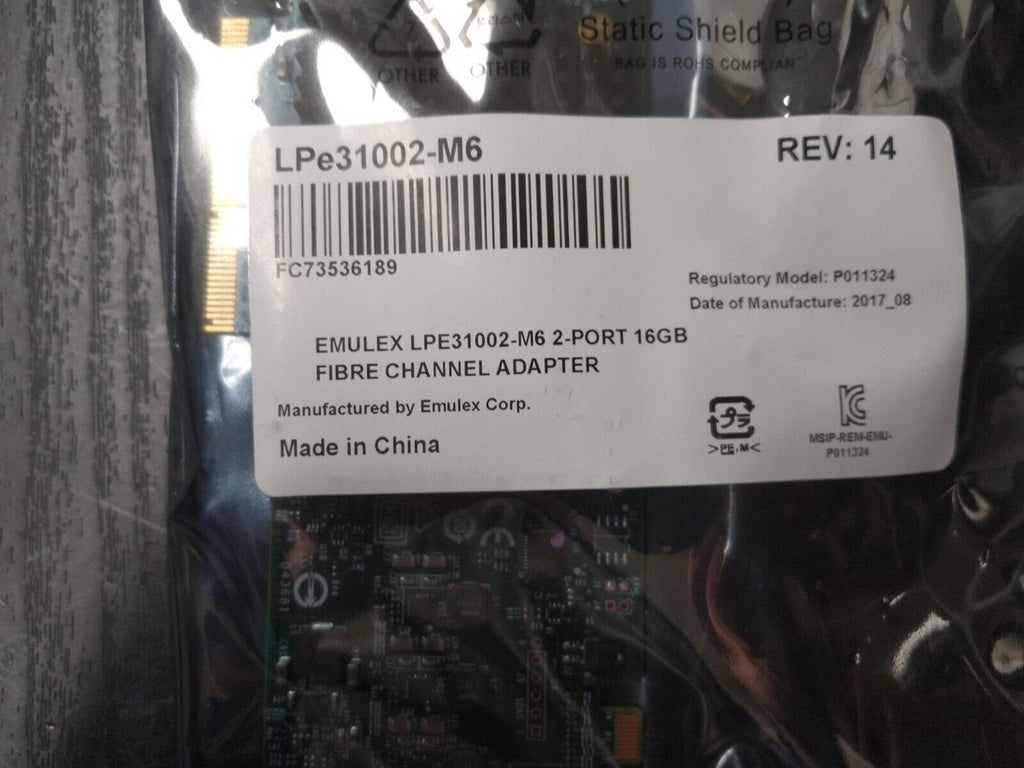 OTHER
OTHER
Static Shield Bag
BAG IS ROHS COMPLIANT
LPe31002-M6
REV: 14
FC73536189
Regulatory Model: P011324
Date of Manufacture: 2017_08
EMULEX LPE31002-M6 2-PORT 16GB
FIBRE CHANNEL ADAPTER
Manufactured by Emulex Corp.
Made in China
プラ
>PE,M<
MSIP-REM-EMU-
P011324